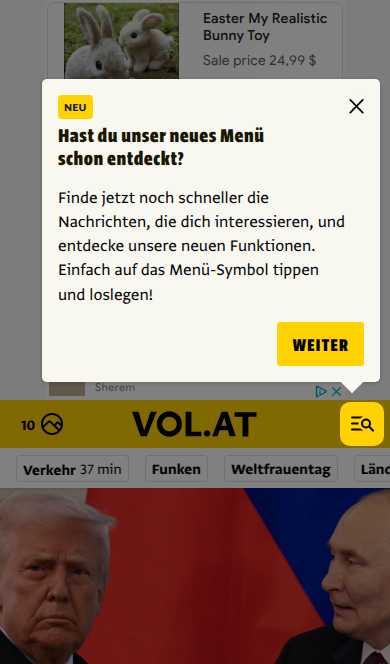 Easter My Realistic
Bunny Toy
Sale price 24,99 $
NEU
Hast du unser neues Menü
schon entdeckt?
Finde jetzt noch schneller die
Nachrichten, die dich interessieren, und
entdecke unsere neuen Funktionen.
Einfach auf das Menü-Symbol tippen
und loslegen!
WEITER
Sherem
10
VOL.AT
Verkehr 37 min
Funken
Weltfrauentag
Länd